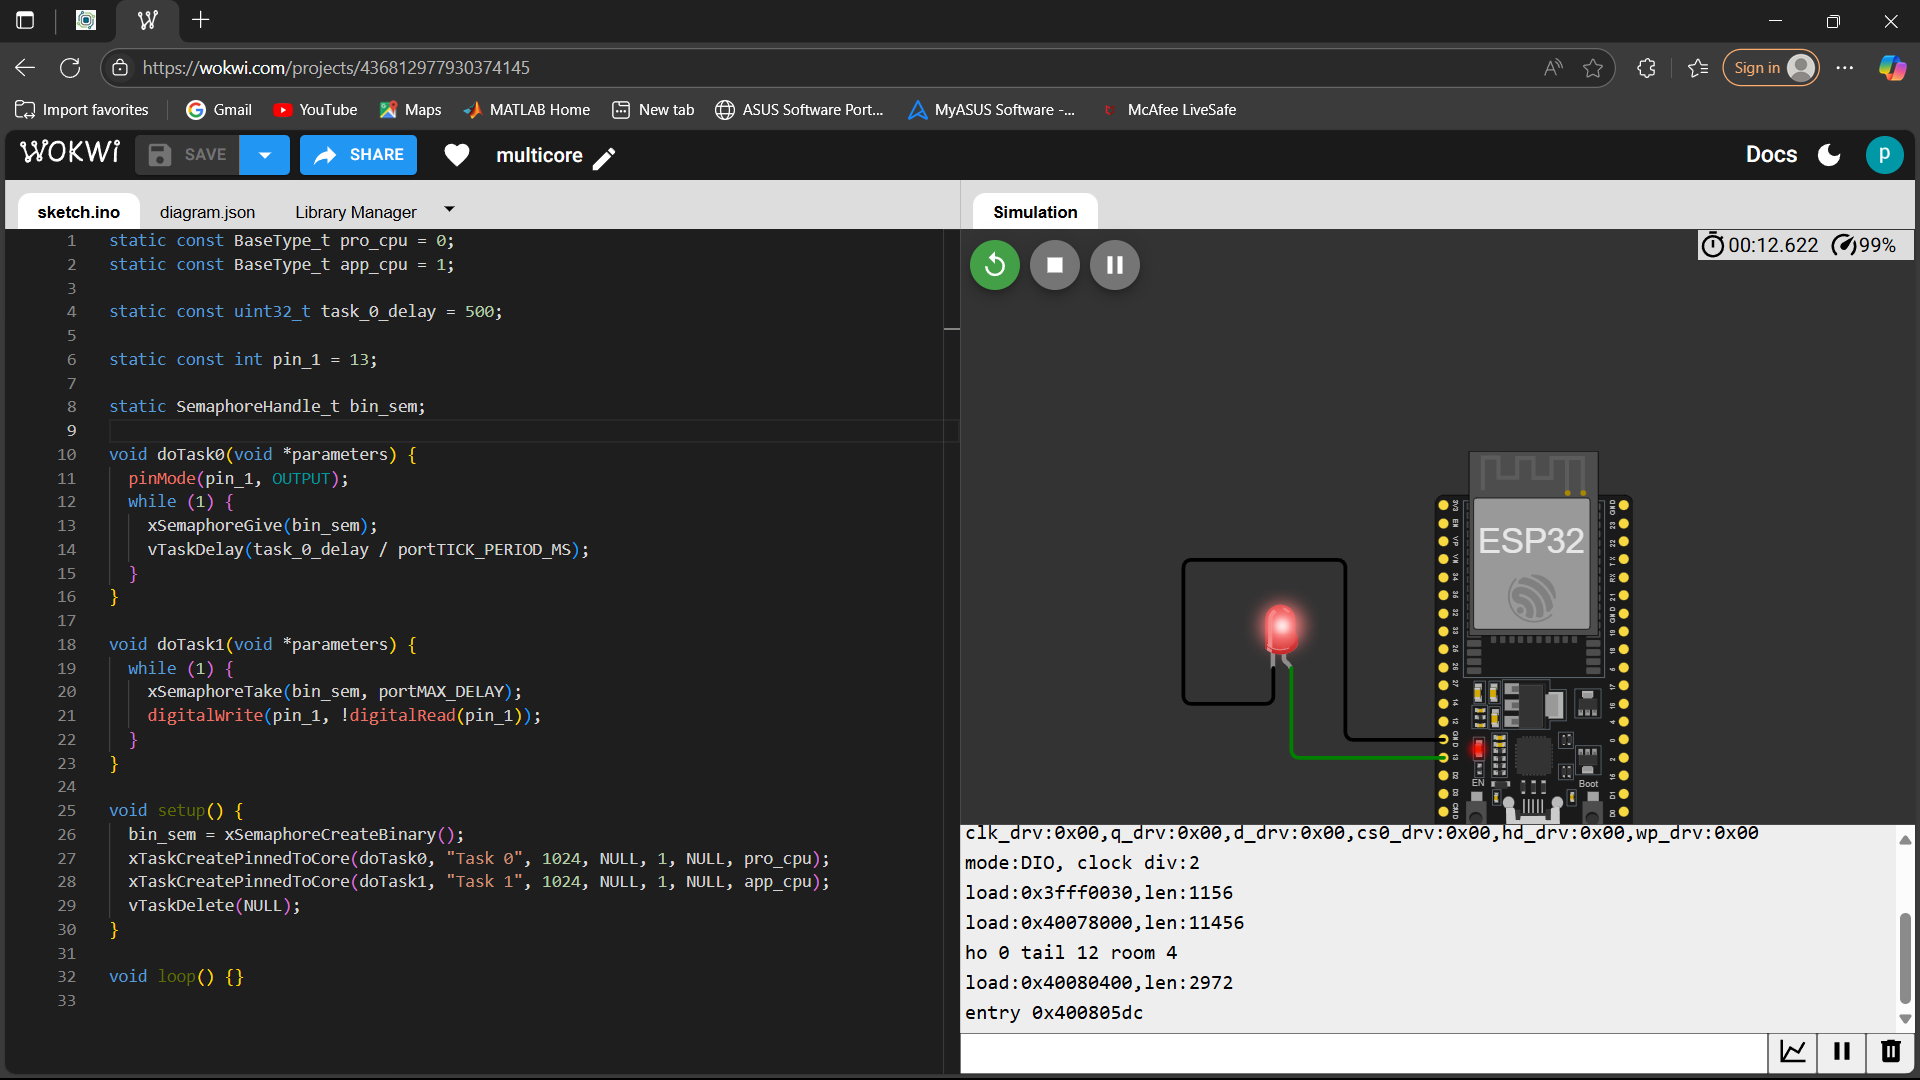 https://wokwi.com/projects/436812977930374145
Sign in
Import favorites
Gmail
YouTube
Maps
MATLAB Home
New tab
ASUS Software Port...
MyASUS Software -...
McAfee LiveSafe
WOKWi
SAVE
SHARE
multicore
Docs
p
sketch.ino
diagram.json
Library Manager
Simulation
1 static const BaseType_t pro_cpu = 0;
2 static const BaseType_t app_cpu = 1;
3
4 static const uint32_t task_0_delay = 500;
5
6 static const int pin_1 = 13;
7
8 static SemaphoreHandle_t bin_sem;
9
10 void doTask0(void *parameters) {
11 pinMode(pin_1, OUTPUT);
12 while (1) {
13 xSemaphoreGive(bin_sem);
14 vTaskDelay(task_0_delay / portTICK_PERIOD_MS);
15 }
16 }
17
18 void doTask1(void *parameters) {
19 while (1) {
20 xSemaphoreTake(bin_sem, portMAX_DELAY);
21 digitalWrite(pin_1, !digitalRead(pin_1));
22 }
23 }
24
25 void setup() {
26 bin_sem = xSemaphoreCreateBinary();
27 xTaskCreatePinnedToCore(doTask0, "Task 0", 1024, NULL, 1, NULL, pro_cpu);
28 xTaskCreatePinnedToCore(doTask1, "Task 1", 1024, NULL, 1, NULL, app_cpu);
29 vTaskDelete(NULL);
30 }
31
32 void loop() {}
33
00:12.622 99%
ESP32
EN
Boot
clk_drv:0x00,q_drv:0x00,d_drv:0x00,cs0_drv:0x00,hd_drv:0x00,wp_drv:0x00
mode:DIO, clock div:2
load:0x3fff0030,len:1156
load:0x40078000,len:11456
ho 0 tail 12 room 4
load:0x40080400,len:2972
entry 0x400805dc